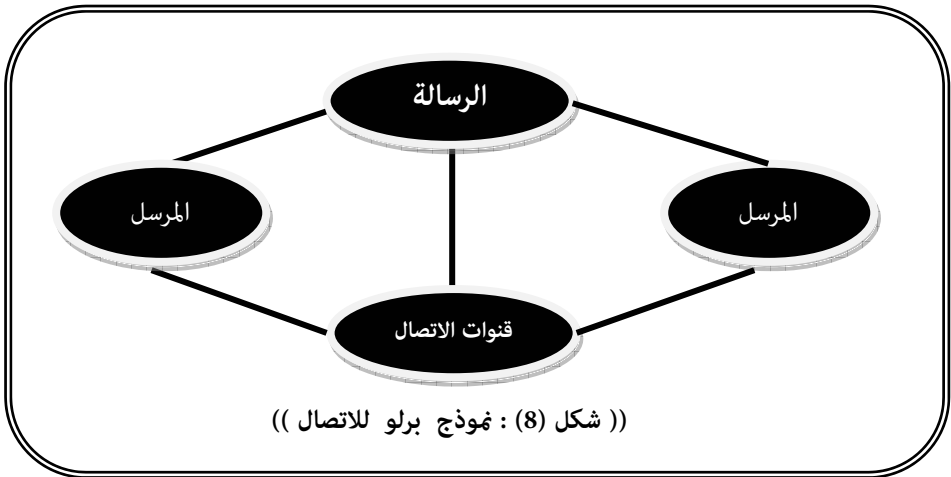 الرسالة
المرسل
المرسل
قنوات الاتصال
(( شكل (8) : نموذج برلو للاتصال ))